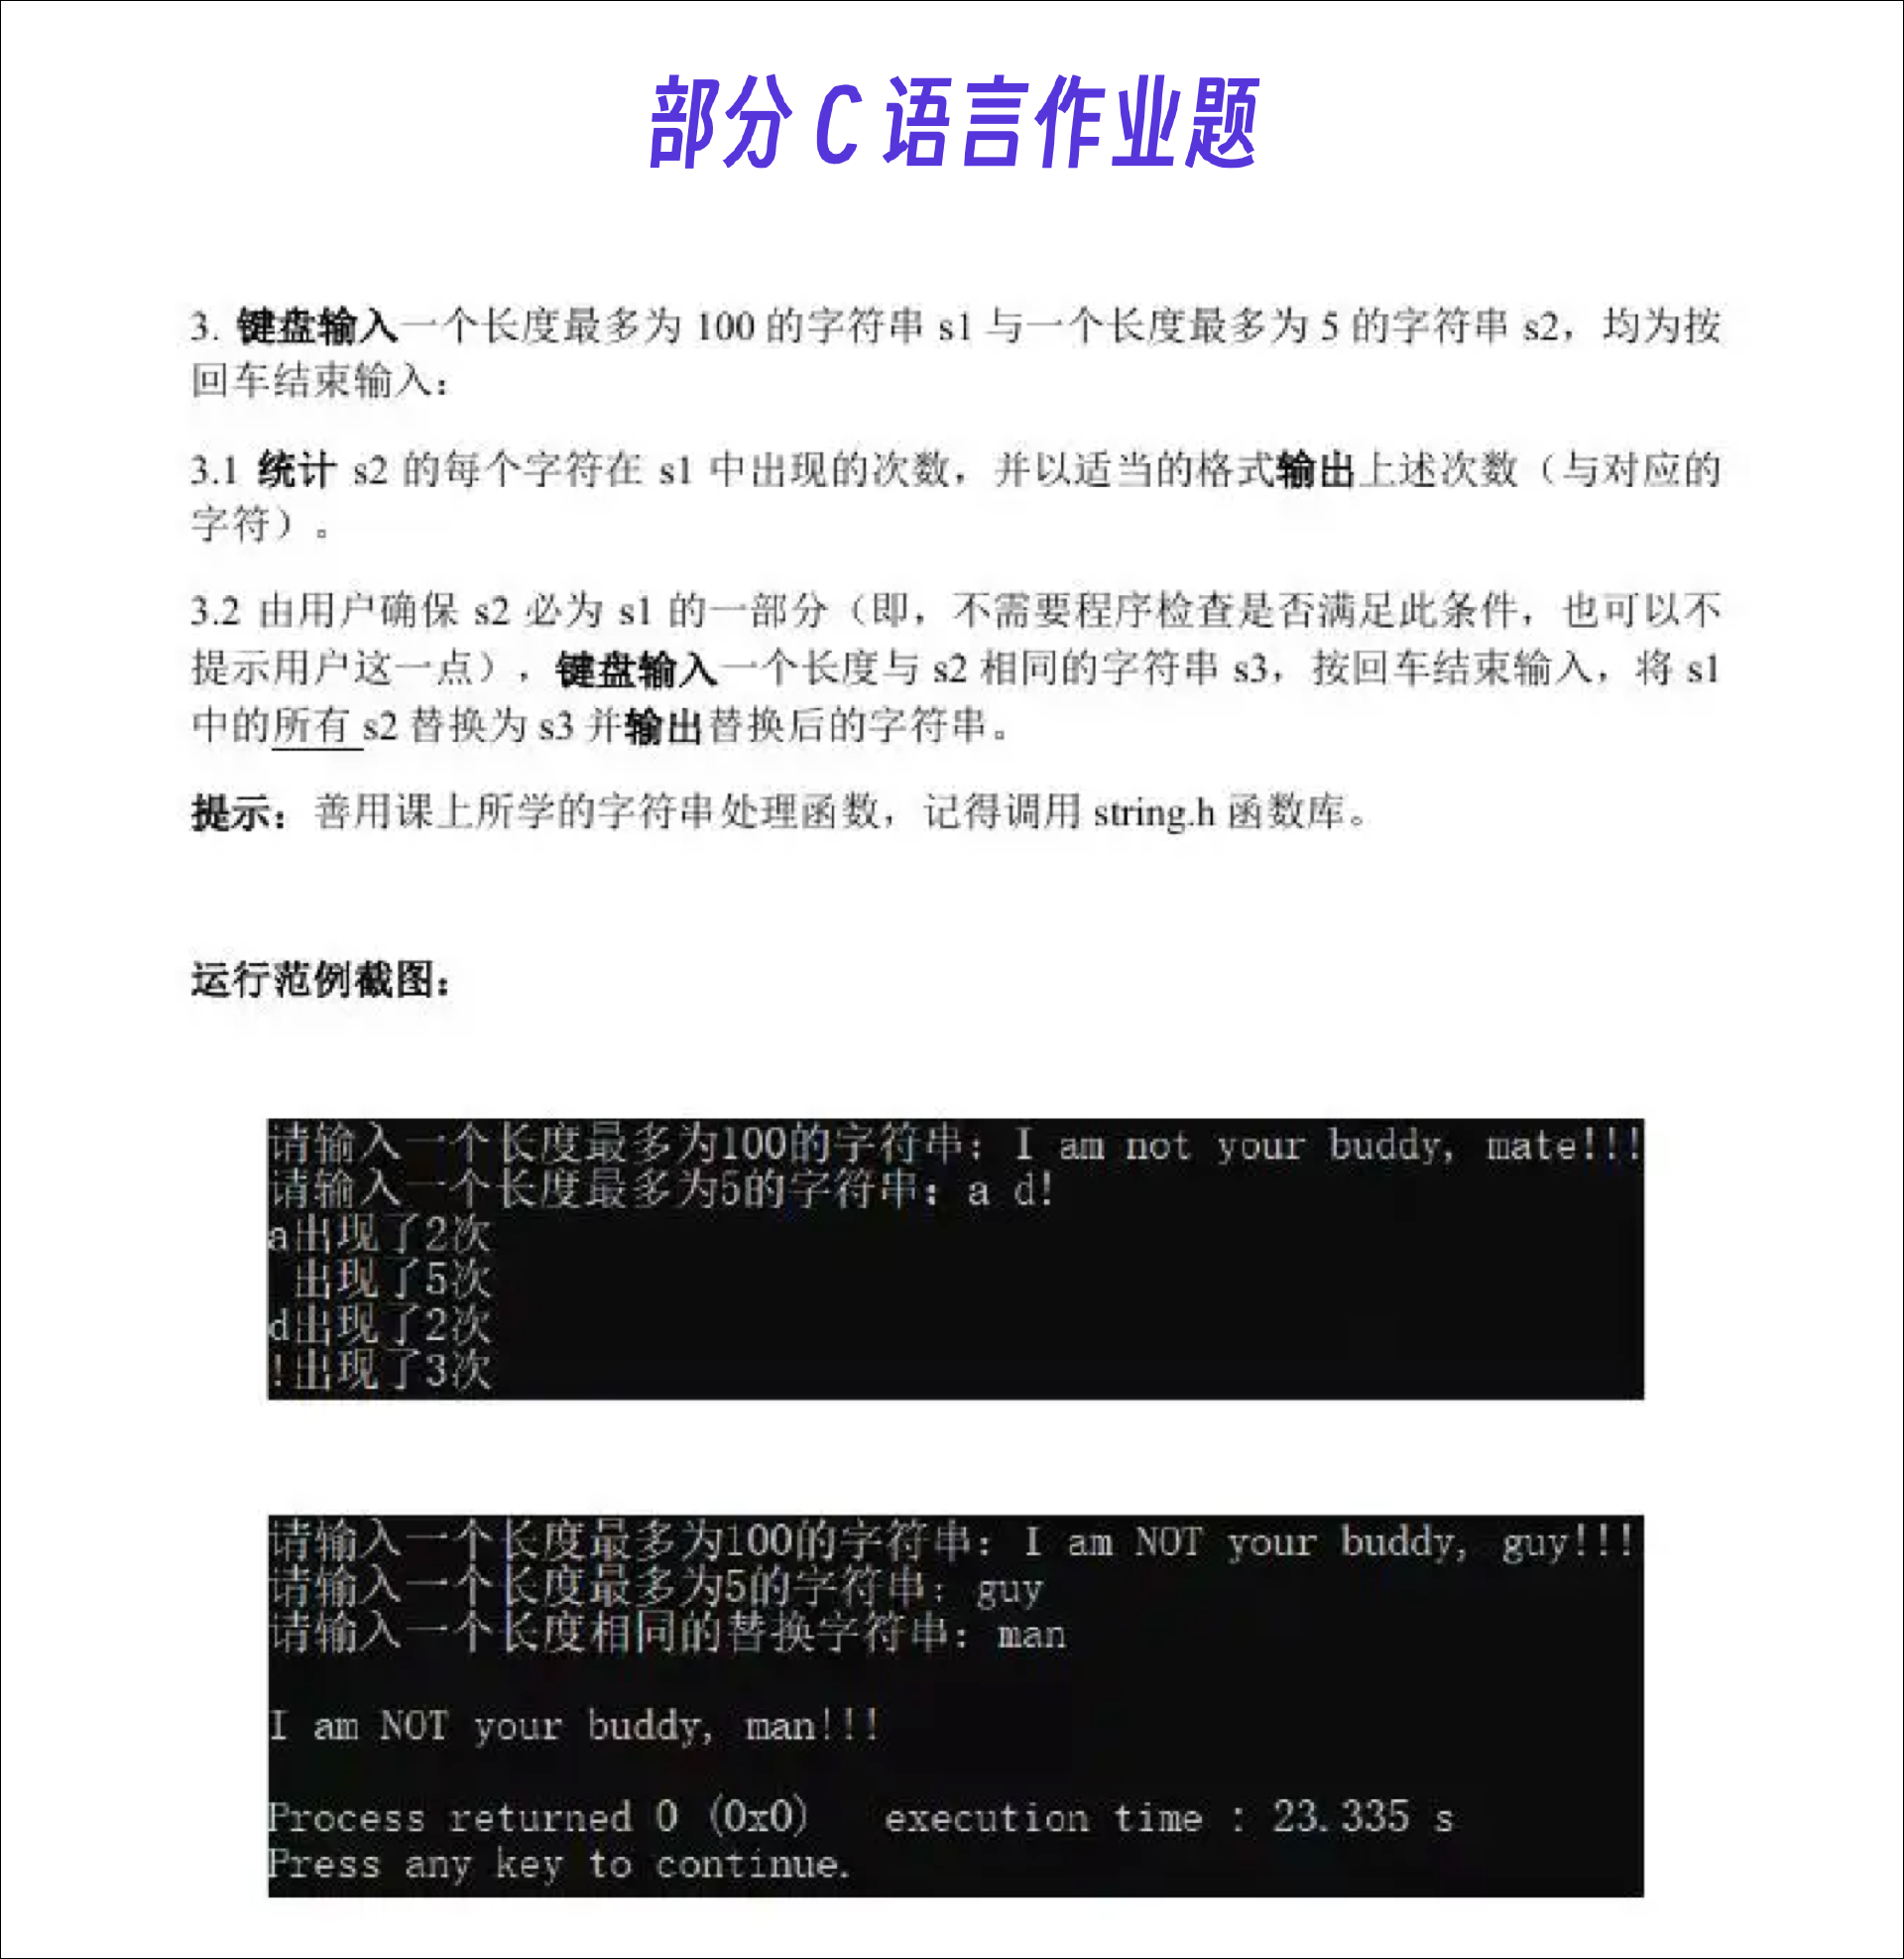 部分 C 语言作业题
3. 键盘输入一个长度最多为 100 的字符串 s1 与一个长度最多为 5 的字符串 s2，均为按
回车结束输入：
3.1 统计 s2 的每个字符在 s1 中出现的次数，并以适当的格式输出上述次数（与对应的
字符）。
3.2 由用户确保 s2 必为 s1 的一部分（即，不需要程序检查是否满足此条件，也可以不
提示用户这一点），键盘输入一个长度与 s2 相同的字符串 s3，按回车结束输入，将 s1
中的所有 s2 替换为 s3 并输出替换后的字符串。
提示：善用课上所学的字符串处理函数，记得调用 string.h 函数库。
运行范例截图：
请输入一个长度最多为100的字符串：I am not your buddy, mate!!!
请输入一个长度最多为5的字符串：a d!
a出现了2次
 出现了5次
d出现了2次
!出现了3次
请输入一个长度最多为100的字符串：I am NOT your buddy, guy!!!
请输入一个长度最多为5的字符串：guy
请输入一个长度相同的替换字符串：man
I am NOT your buddy, man!!!
Process returned 0 (0x0)   execution time : 23.335 s
Press any key to continue.